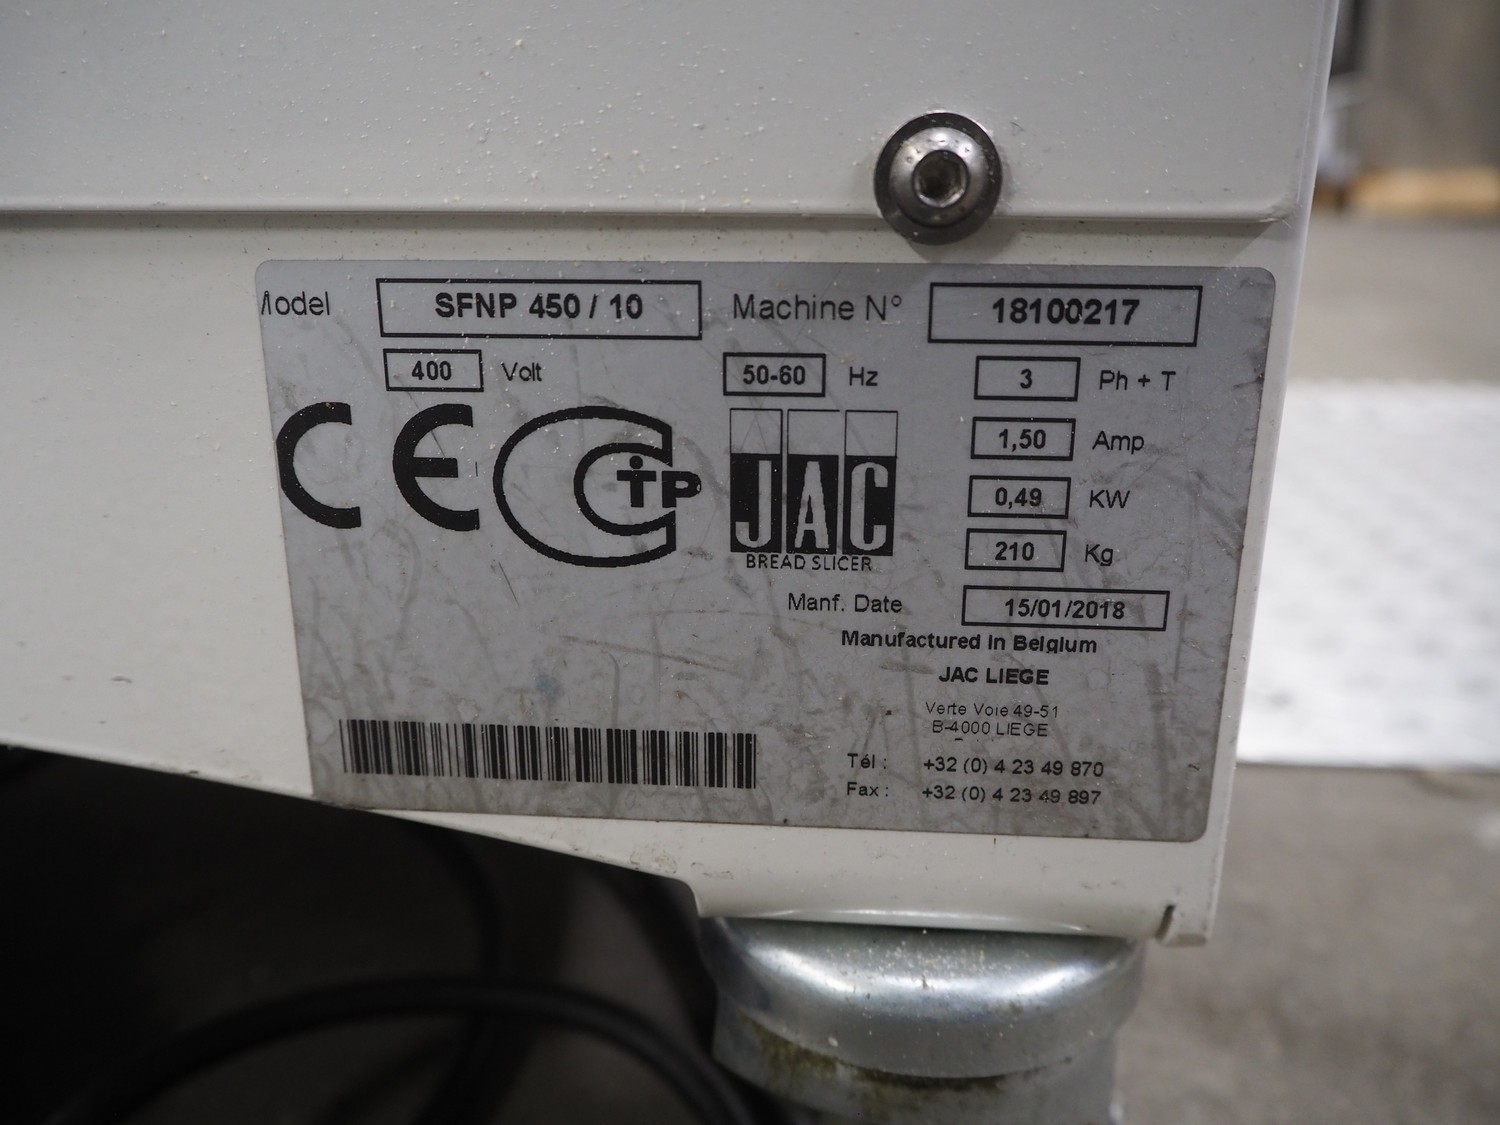 Model SFNP 450 / 10 Machine N° 18100217
400 Volt 50-60 Hz 3 Ph + T
CE
CTP
JAC
BREAD SLICER
1,50 Amp
0,49 KW
210 Kg
Manf. Date 15/01/2018
Manufactured in Belgium
JAC LIEGE
Verte Voie 49-51
B-4000 LIEGE
Tél : +32 (0) 4 23 49 870
Fax : +32 (0) 4 23 49 897